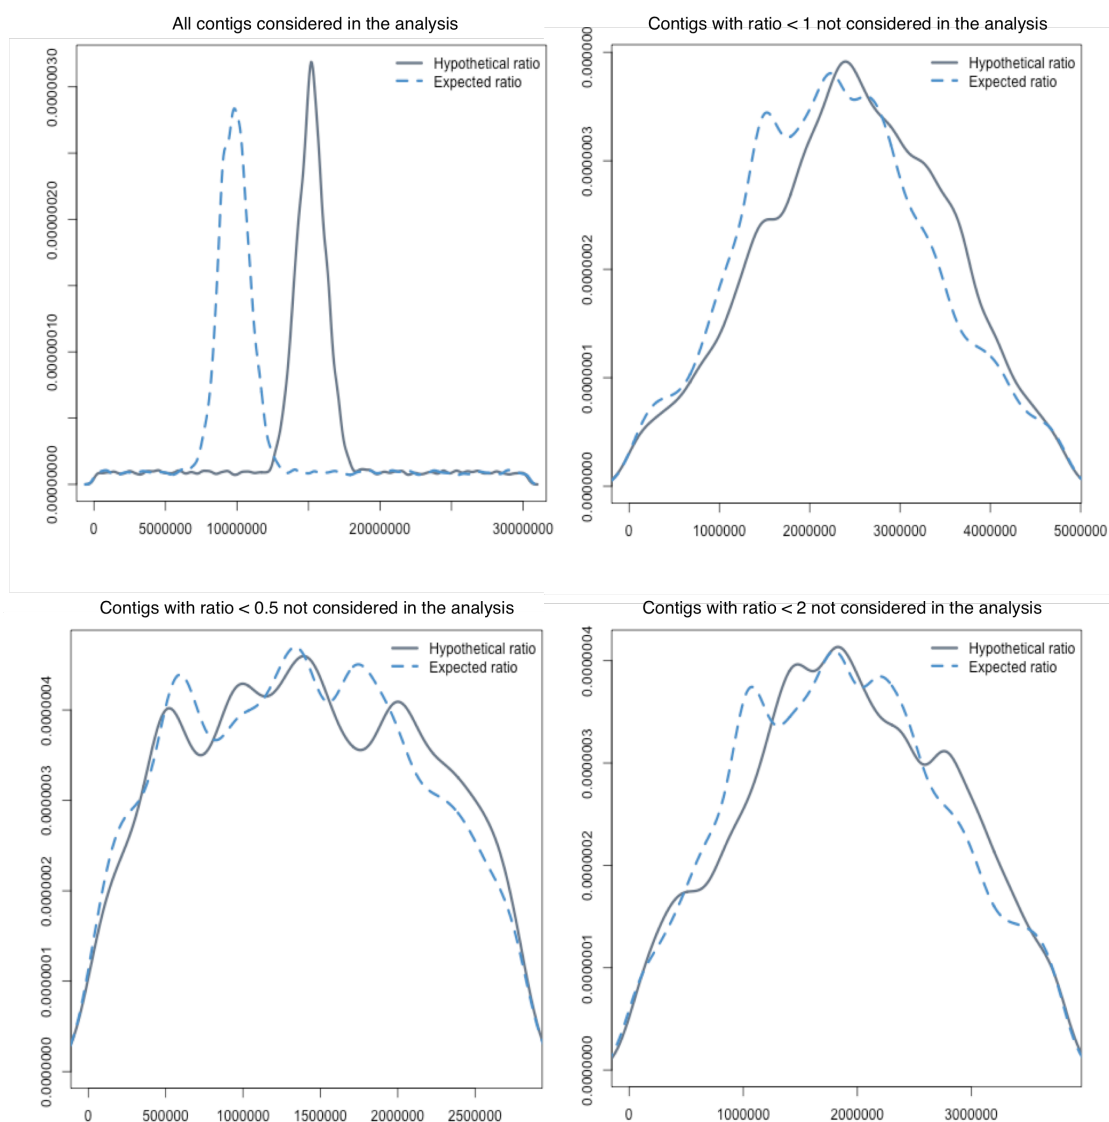 All contigs considered in the analysis
Hypothetical ratio
Expected ratio
0.00000030
0.00000020
0.00000010
0.00000000
0 5000000 10000000 20000000 30000000
Contigs with ratio < 1 not considered in the analysis
Hypothetical ratio
Expected ratio
0.0000003
0.0000002
0.0000001
0.0000000
0 1000000 2000000 3000000 4000000 5000000
Contigs with ratio < 0.5 not considered in the analysis
Hypothetical ratio
Expected ratio
0.0000004
0.0000003
0.0000002
0.0000001
0.0000000
0 500000 1000000 1500000 2000000 2500000
Contigs with ratio < 2 not considered in the analysis
Hypothetical ratio
Expected ratio
0.0000004
0.0000003
0.0000002
0.0000001
0.0000000
0 1000000 2000000 3000000